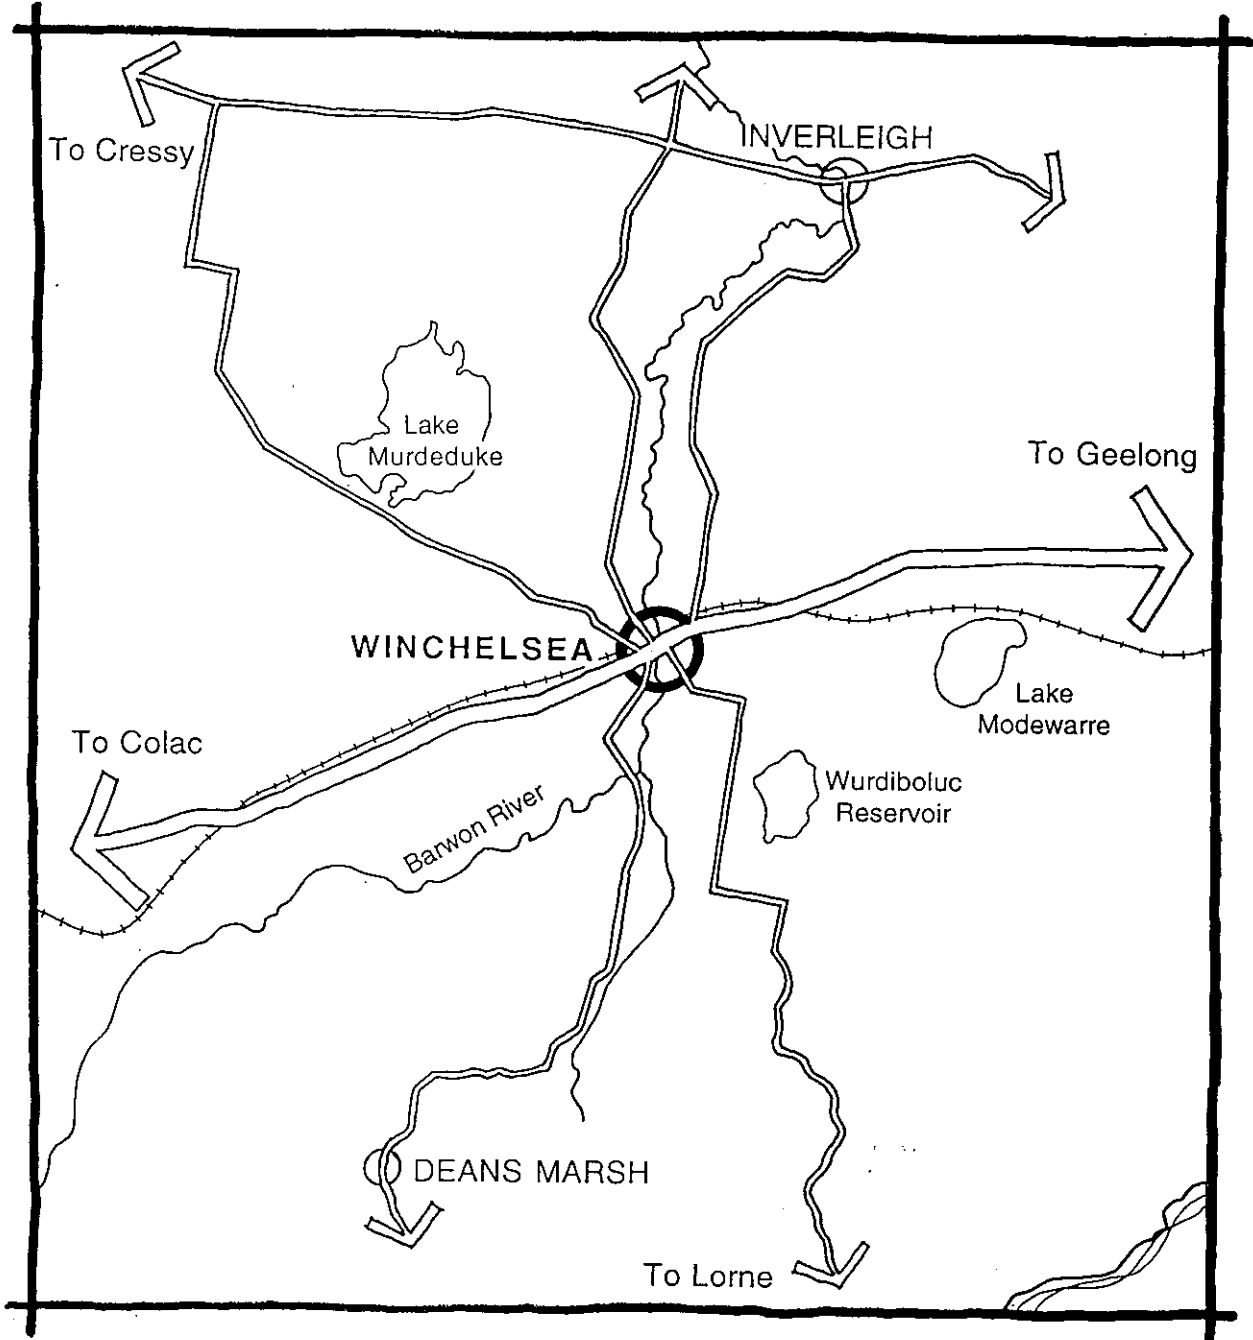 INVERLEIGH
To Cressy
Lake
Murdeduke
To Geelong
WINCHELSEA
Lake
Modewarre
To Colac
Wurdiboluc
Reservoir
Barwon River
DEANS MARSH
To Lorne